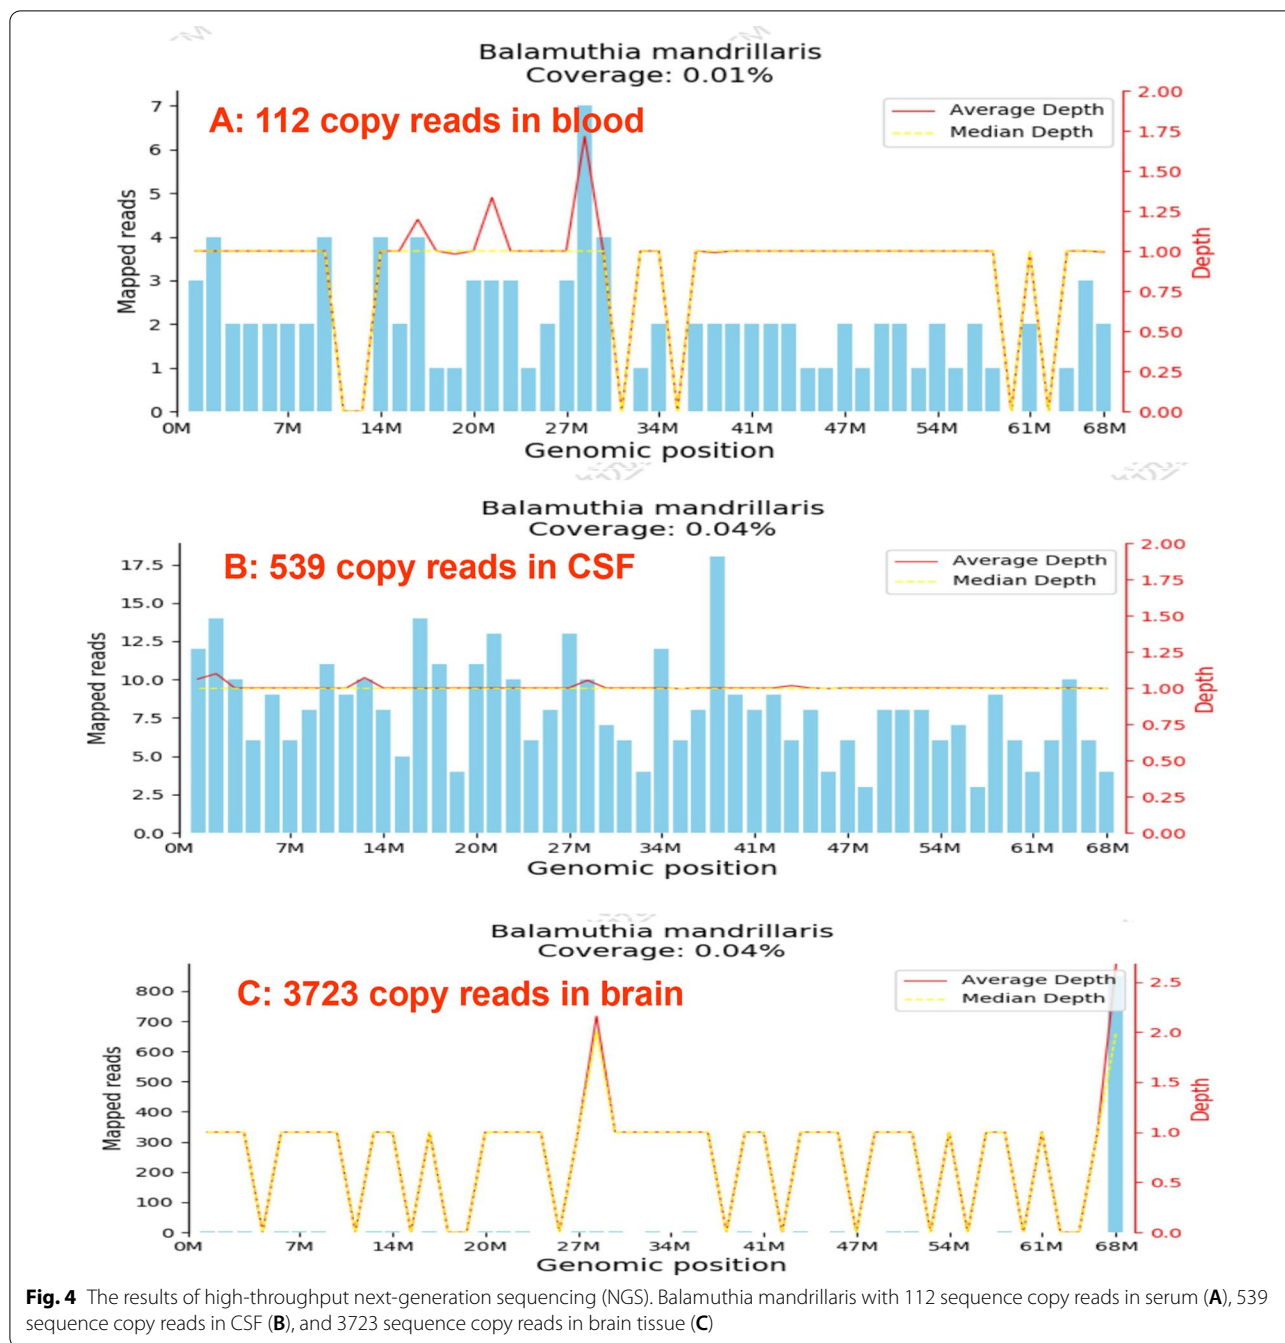 Balamuthia mandrillaris
Coverage: 0.01%
A: 112 copy reads in blood
Average Depth
Median Depth
Mapped reads
7
6
5
4
3
2
1
0
2.00
1.75
1.50
1.25
1.00
0.75
0.50
0.25
0.00
Depth
0M 7M 14M 20M 27M 34M 41M 47M 54M 61M 68M
Genomic position
Balamuthia mandrillaris
Coverage: 0.04%
B: 539 copy reads in CSF
Average Depth
Median Depth
Mapped reads
17.5
15.0
12.5
10.0
7.5
5.0
2.5
0.0
2.00
1.75
1.50
1.25
1.00
0.75
0.50
0.25
0.00
Depth
0M 7M 14M 20M 27M 34M 41M 47M 54M 61M 68M
Genomic position
Balamuthia mandrillaris
Coverage: 0.04%
C: 3723 copy reads in brain
Average Depth
Median Depth
Mapped reads
800
700
600
500
400
300
200
100
0
2.5
2.0
1.5
1.0
0.5
0.0
Depth
0M 7M 14M 20M 27M 34M 41M 47M 54M 61M 68M
Genomic position
Fig. 4 The results of high-throughput next-generation sequencing (NGS). Balamuthia mandrillaris with 112 sequence copy reads in serum (A), 539
sequence copy reads in CSF (B), and 3723 sequence copy reads in brain tissue (C)